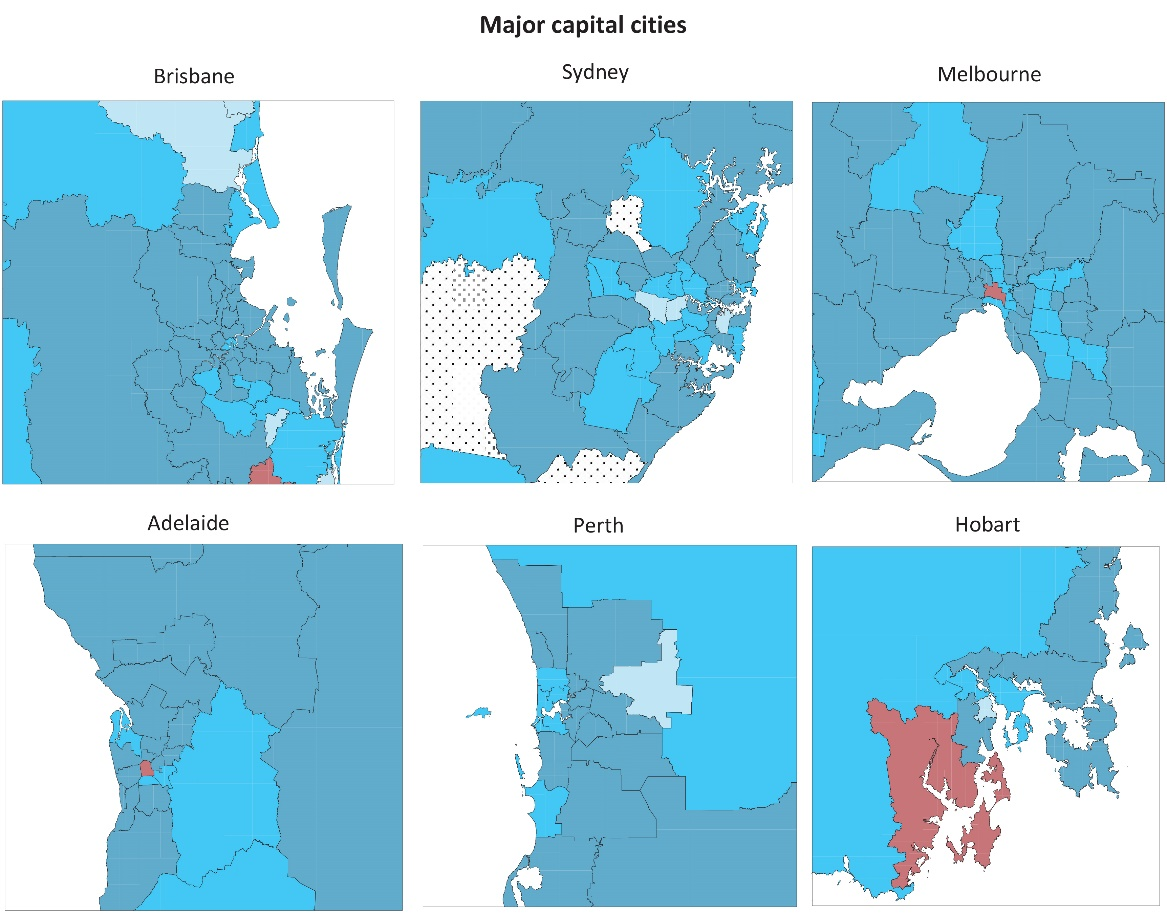 Major capital cities
Brisbane
Sydney
Melbourne
Adelaide
Perth
Hobart